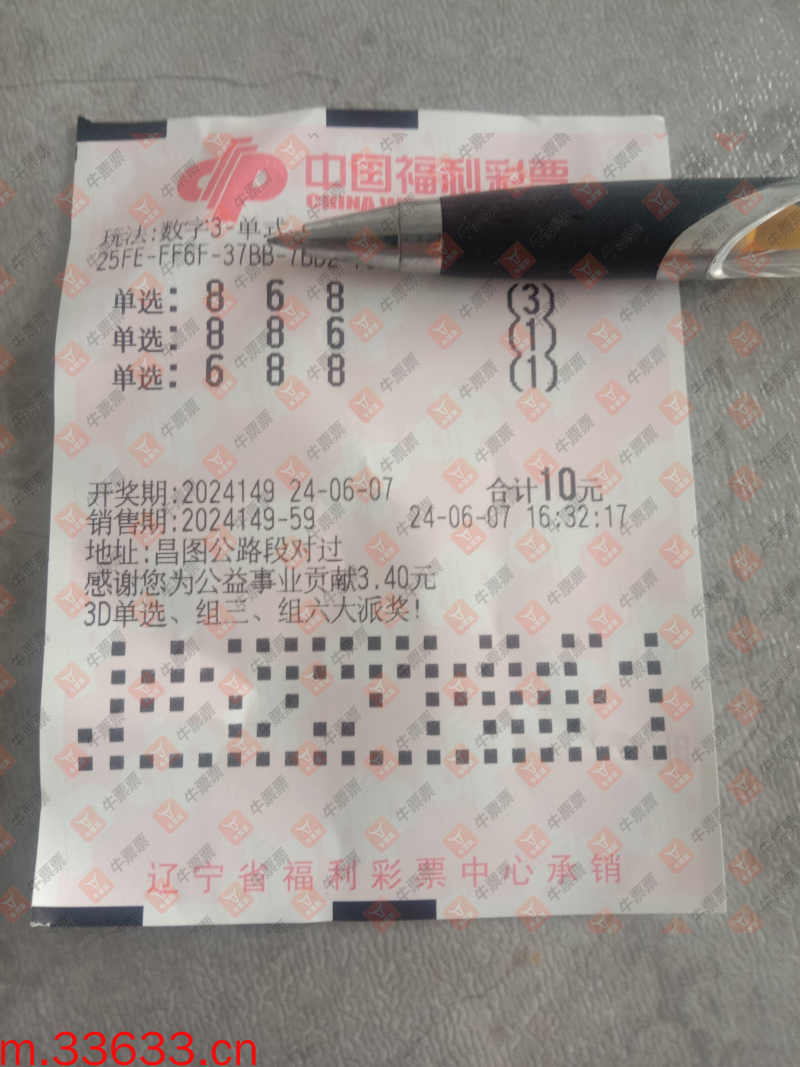 中国福利彩票
CHINA W
玩法:数字3-单式
25FE-FF6F-37BB-7BD2
单选: 8 6 8 (3)
单选: 8 8 6 (1)
单选: 6 8 8 (1)
开奖期:2024149 24-06-07 合计10元
销售期:2024149-59 24-06-07 16:32:17
地址:昌图公路段对过
感谢您为公益事业贡献3.40元
3D单选、组三、组六大派奖!
辽宁省福利彩票中心承销
牛票票
m.33633.cn